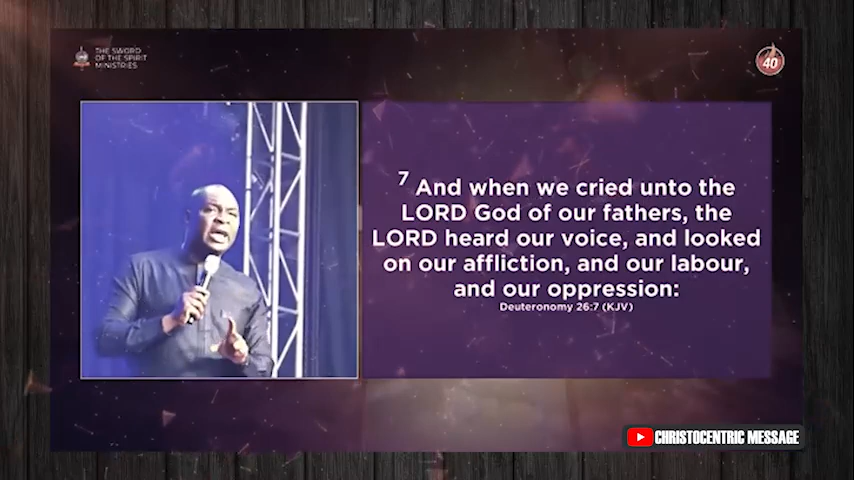 THE SWORD
OF THE SPIRIT
MINISTRIES
40
7 And when we cried unto the
LORD God of our fathers, the
LORD heard our voice, and looked
on our affliction, and our labour,
and our oppression:
Deuteronomy 26:7 (KJV)
CHRISTOCENTRIC MESSAGE